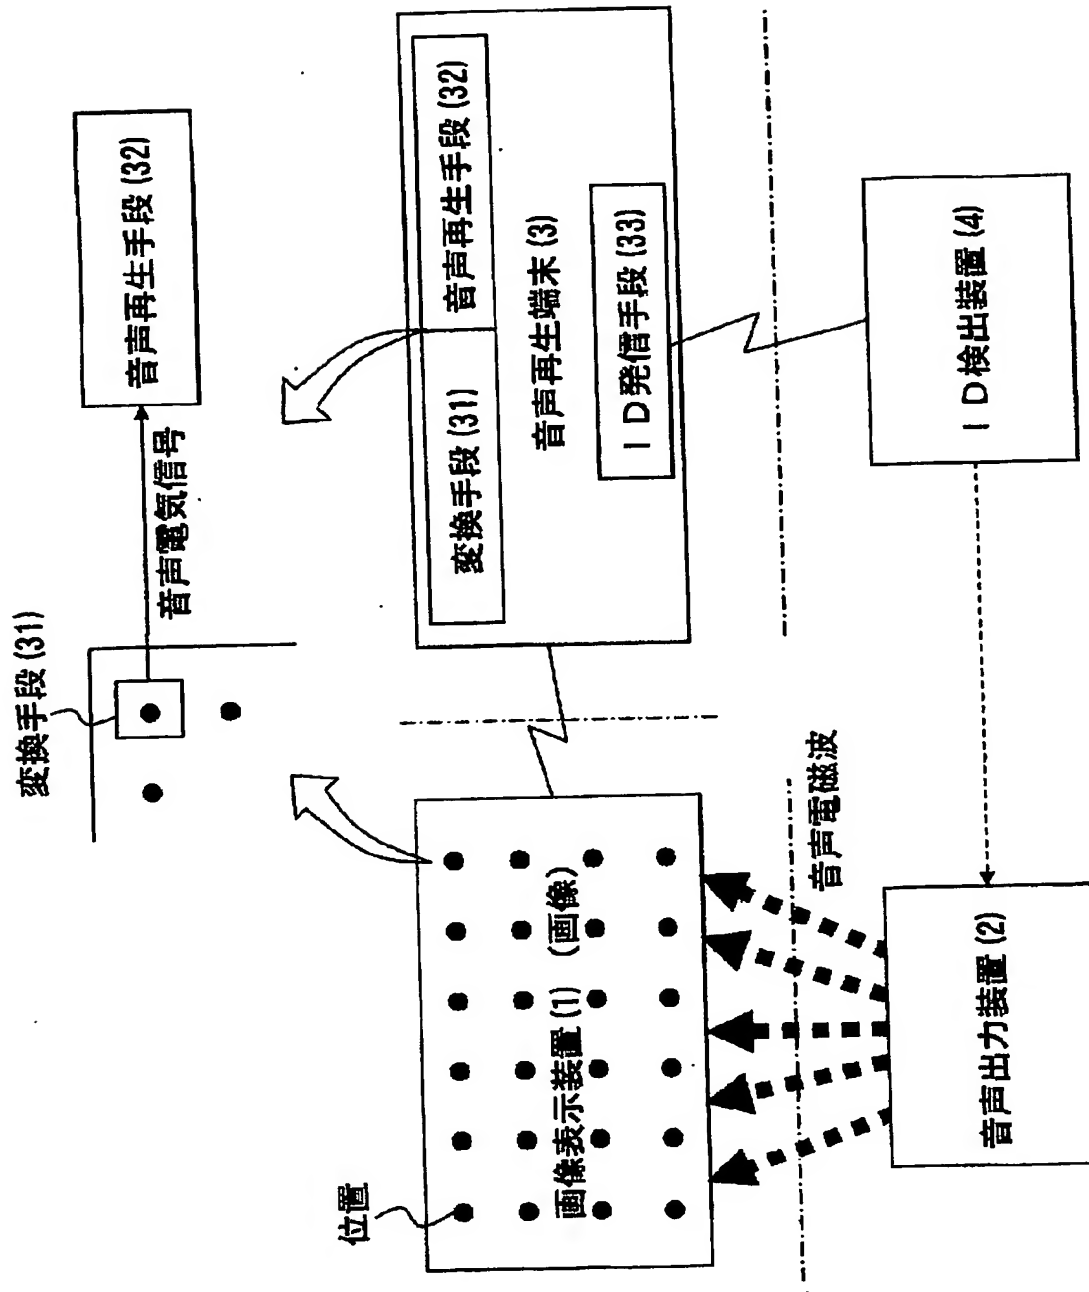 変換手段(31)
音声電気信号
音声再生手段(32)
位置
画像表示装置(1) (画像)
変換手段(31)
音声再生手段(32)
音声再生端末(3)
ID発信手段(33)
音声電磁波
音声出力装置(2)
ID検出装置(4)